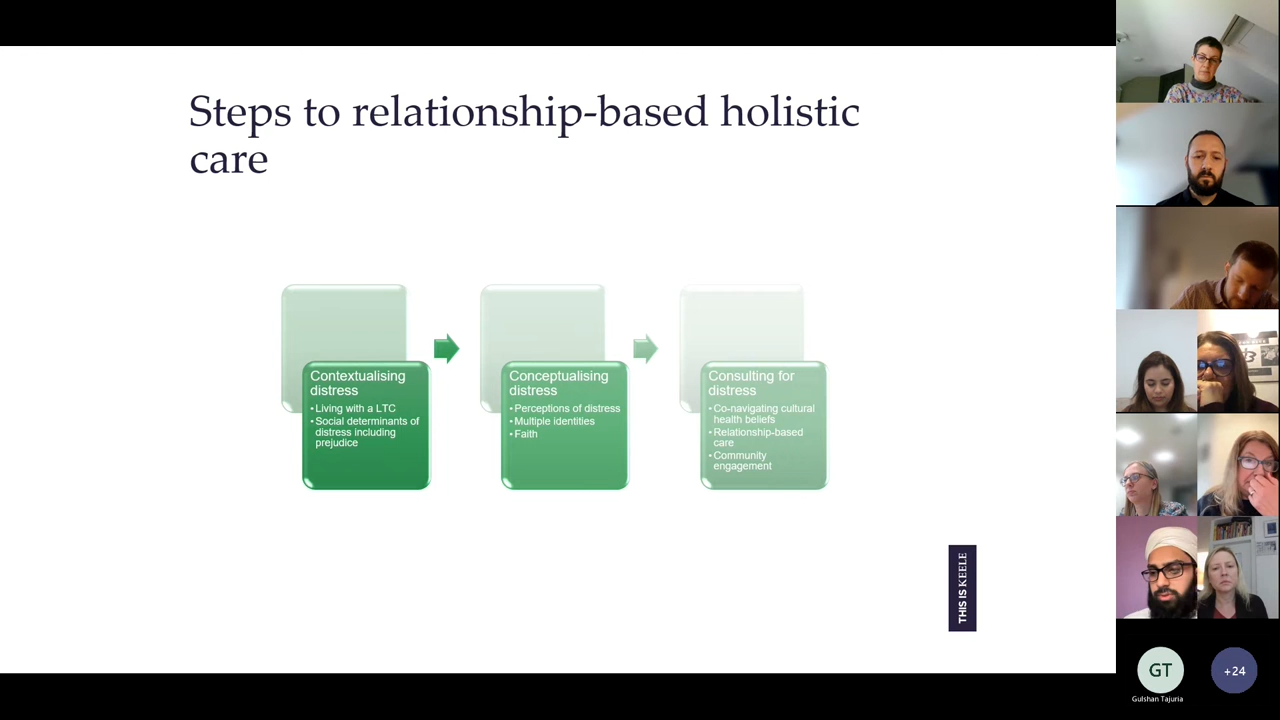 Steps to relationship-based holistic
care
Contextualising
distress
•Living with a LTC
•Social determinants of
distress including
prejudice
Conceptualising
distress
•Perceptions of distress
•Multiple identities
•Faith
Consulting for
distress
•Co-navigating cultural
health beliefs
•Relationship-based
care
•Community
engagement
THIS IS KEELE
GT
Gulshan Tajuria
+24